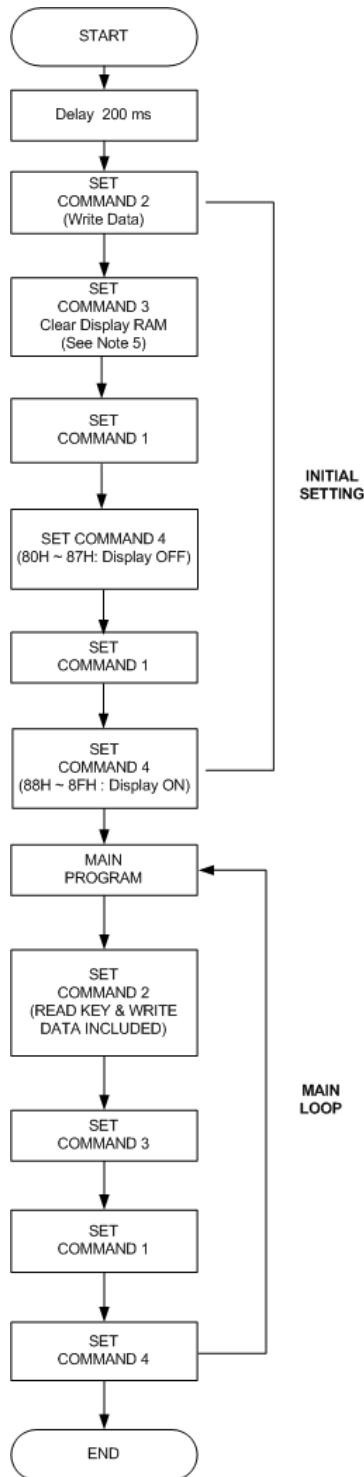 START
Delay 200 ms
SET
COMMAND 2
(Write Data)
SET
COMMAND 3
Clear Display RAM
(See Note 5)
SET
COMMAND 1
INITIAL
SETTING
SET COMMAND 4
(80H ~ 87H: Display OFF)
SET
COMMAND 1
SET
COMMAND 4
(88H ~ 8FH : Display ON)
MAIN
PROGRAM
SET
COMMAND 2
(READ KEY & WRITE
DATA INCLUDED)
MAIN
LOOP
SET
COMMAND 3
SET
COMMAND 1
SET
COMMAND 4
END